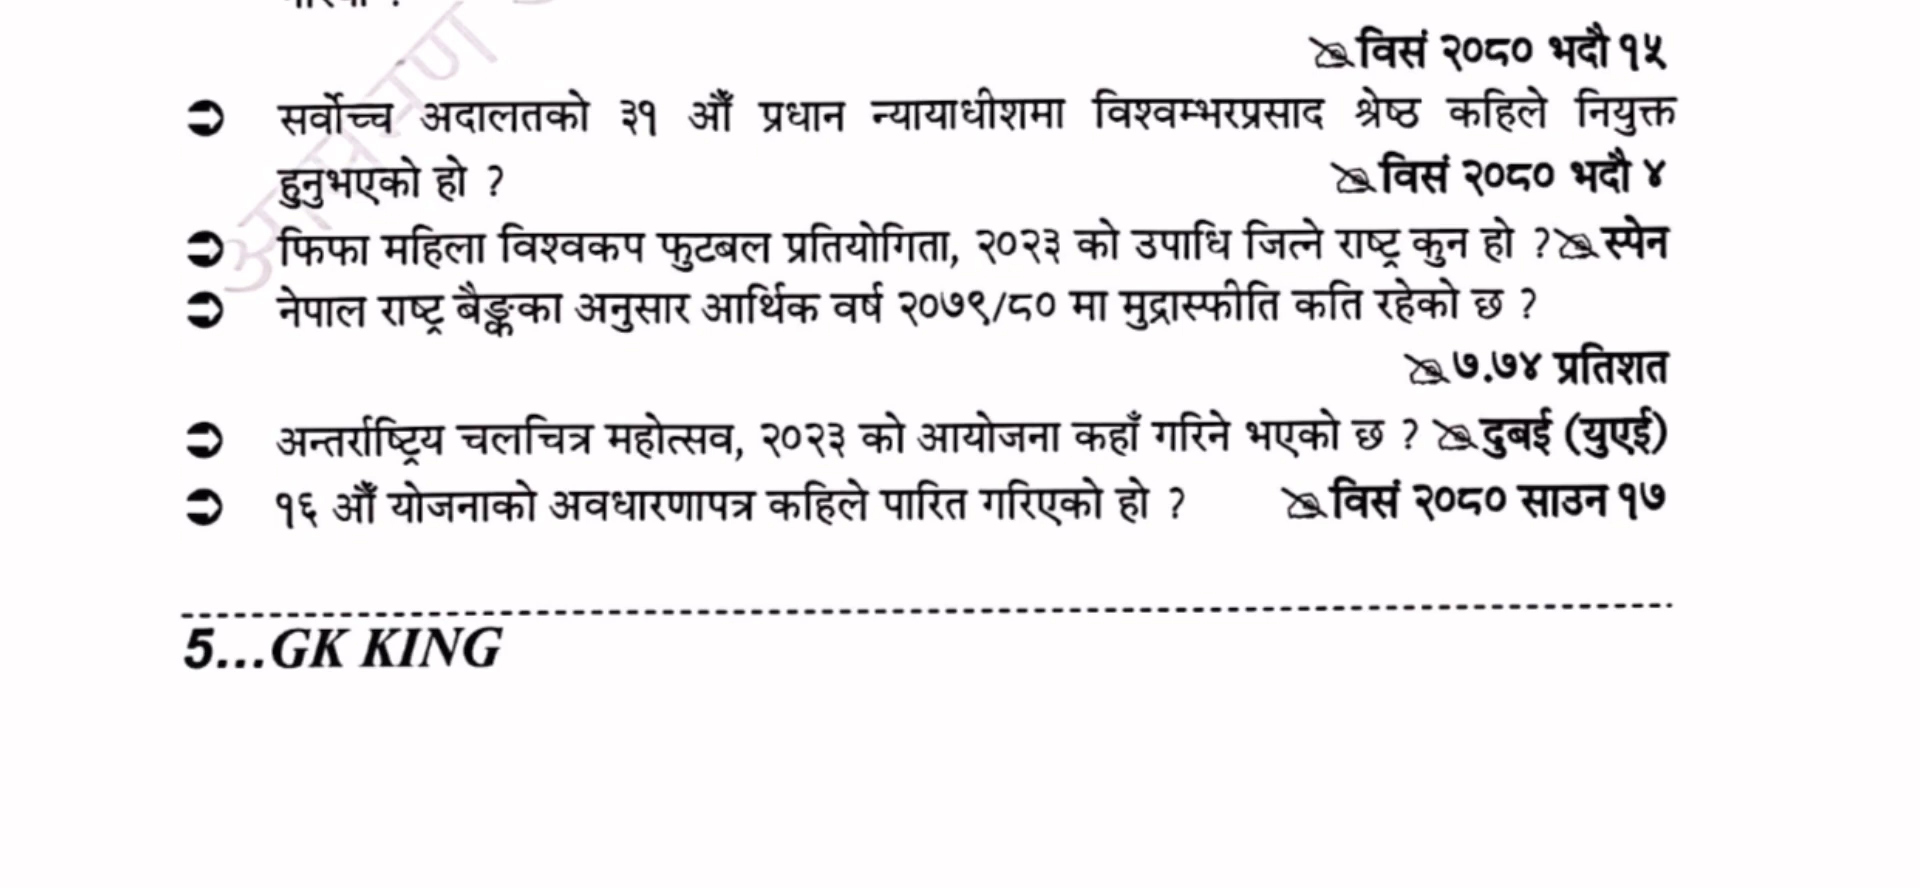 ✍विसं २०८० भदौ १५
➲ सर्वोच्च अदालतको ३१ औँ प्रधान न्यायाधीशमा विश्वम्भरप्रसाद श्रेष्ठ कहिले नियुक्त
हुनुभएको हो ? ✍विसं २०८० भदौ ४
➲ फिफा महिला विश्वकप फुटबल प्रतियोगिता, २०२३ को उपाधि जित्ने राष्ट्र कुन हो ?✍स्पेन
➲ नेपाल राष्ट्र बैङ्कका अनुसार आर्थिक वर्ष २०७९/८० मा मुद्रास्फीति कति रहेको छ ?
✍७.७४ प्रतिशत
➲ अन्तर्राष्ट्रिय चलचित्र महोत्सव, २०२३ को आयोजना कहाँ गरिने भएको छ ? ✍दुबई (युएई)
➲ १६ औँ योजनाको अवधारणापत्र कहिले पारित गरिएको हो ? ✍विसं २०८० साउन १७
5...GK KING